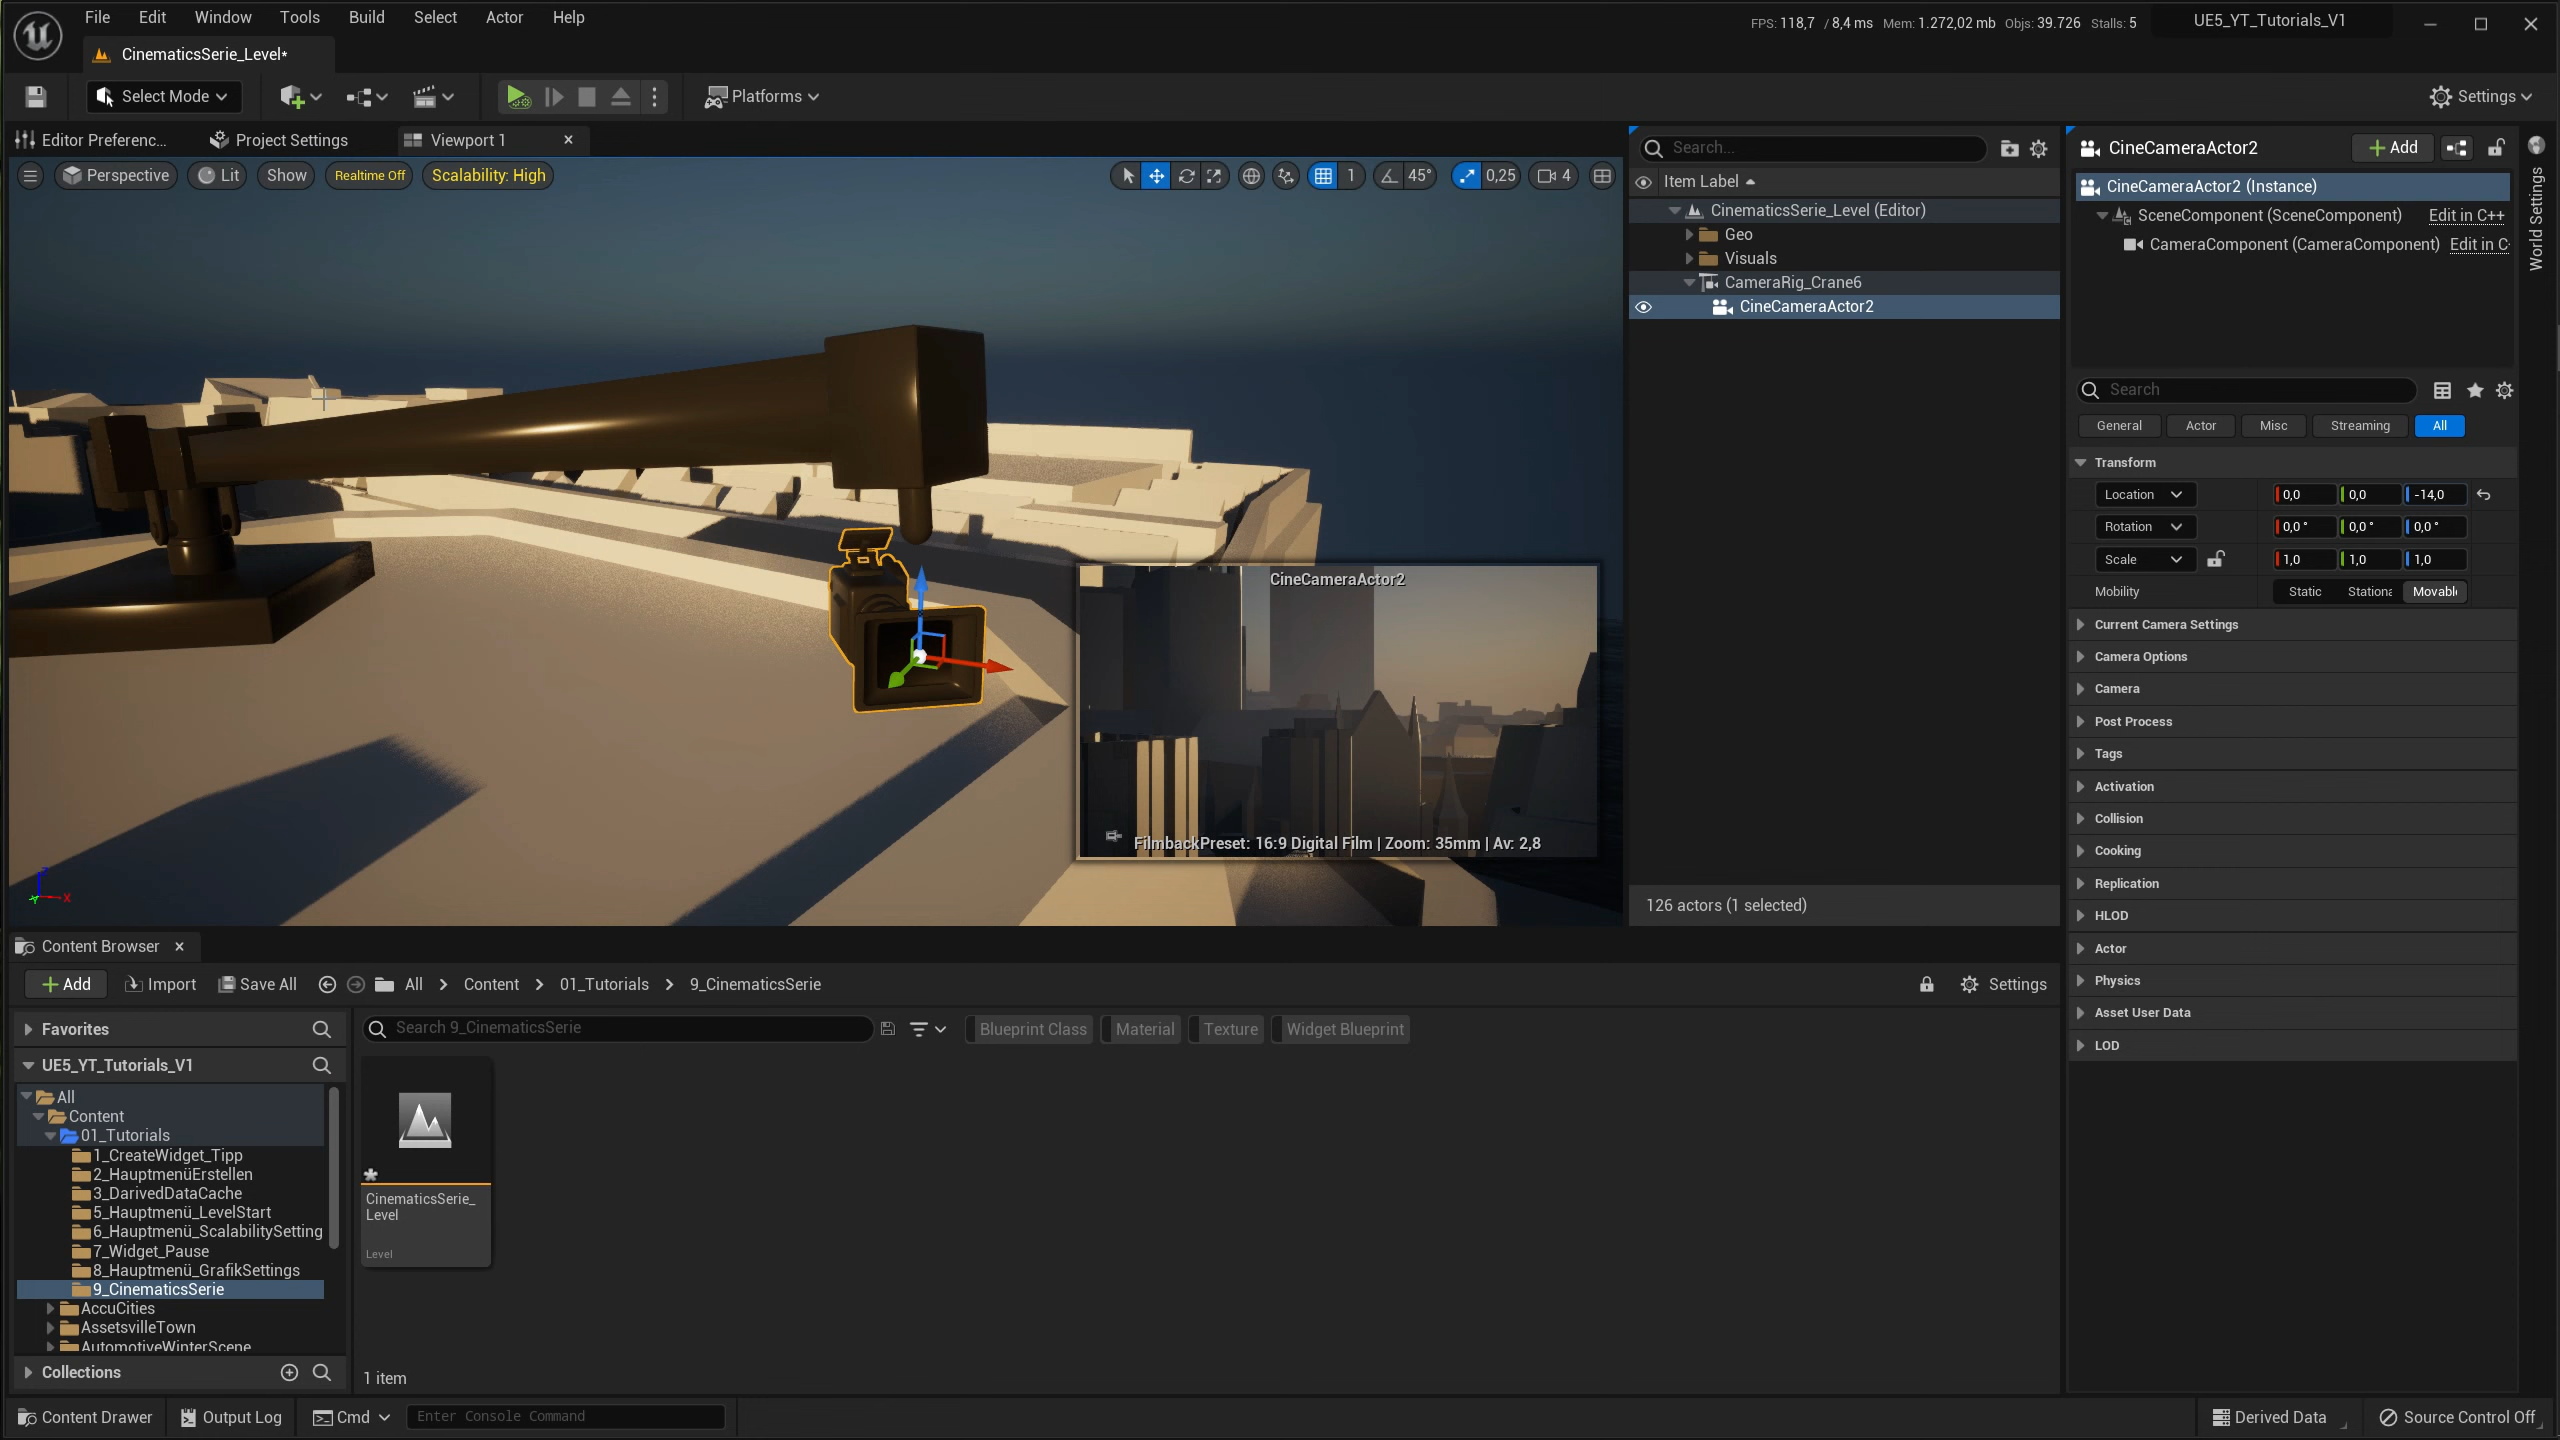 File Edit Window Tools Build Select Actor Help
FPS: 118,7 / 8,4 ms Mem: 1.272,02 mb Objs: 39.726 Stalls: 5
UE5_YT_Tutorials_V1
CinematicsSerie_Level*
Select Mode
Platforms
Settings
Editor Preferenc...
Project Settings
Viewport 1
Perspective
Lit
Show
Realtime Off
Scalability: High
1
45°
0,25
4
CineCameraActor2
FilmbackPreset: 16:9 Digital Film | Zoom: 35mm | Av: 2,8
Z
X
Y
Search...
Item Label
CinematicsSerie_Level (Editor)
Geo
Visuals
CameraRig_Crane6
CineCameraActor2
126 actors (1 selected)
CineCameraActor2
Add
CineCameraActor2 (Instance)
SceneComponent (SceneComponent) Edit in C++
CameraComponent (CameraComponent) Edit in C
World Settings
Search
General Actor Misc Streaming All
Transform
Location 0,0 0,0 -14,0
Rotation 0,0 ° 0,0 ° 0,0 °
Scale 1,0 1,0 1,0
Mobility Static Stationa Movabl
Current Camera Settings
Camera Options
Camera
Post Process
Tags
Activation
Collision
Cooking
Replication
HLOD
Actor
Physics
Asset User Data
LOD
Content Browser
Add Import Save All All > Content > 01_Tutorials > 9_CinematicsSerie
Settings
Favorites
UE5_YT_Tutorials_V1
All
Content
01_Tutorials
1_CreateWidget_Tipp
2_HauptmenüErstellen
3_DarivedDataCache
5_Hauptmenü_LevelStart
6_Hauptmenü_ScalabilitySetting
7_Widget_Pause
8_Hauptmenü_GrafikSettings
9_CinematicsSerie
AccuCities
AssetsvilleTown
AutomotiveWinterScene
Collections
Search 9_CinematicsSerie
Blueprint Class Material Texture Widget Blueprint
CinematicsSerie_
Level
Level
1 item
Content Drawer Output Log Cmd Enter Console Command
Derived Data Source Control Off